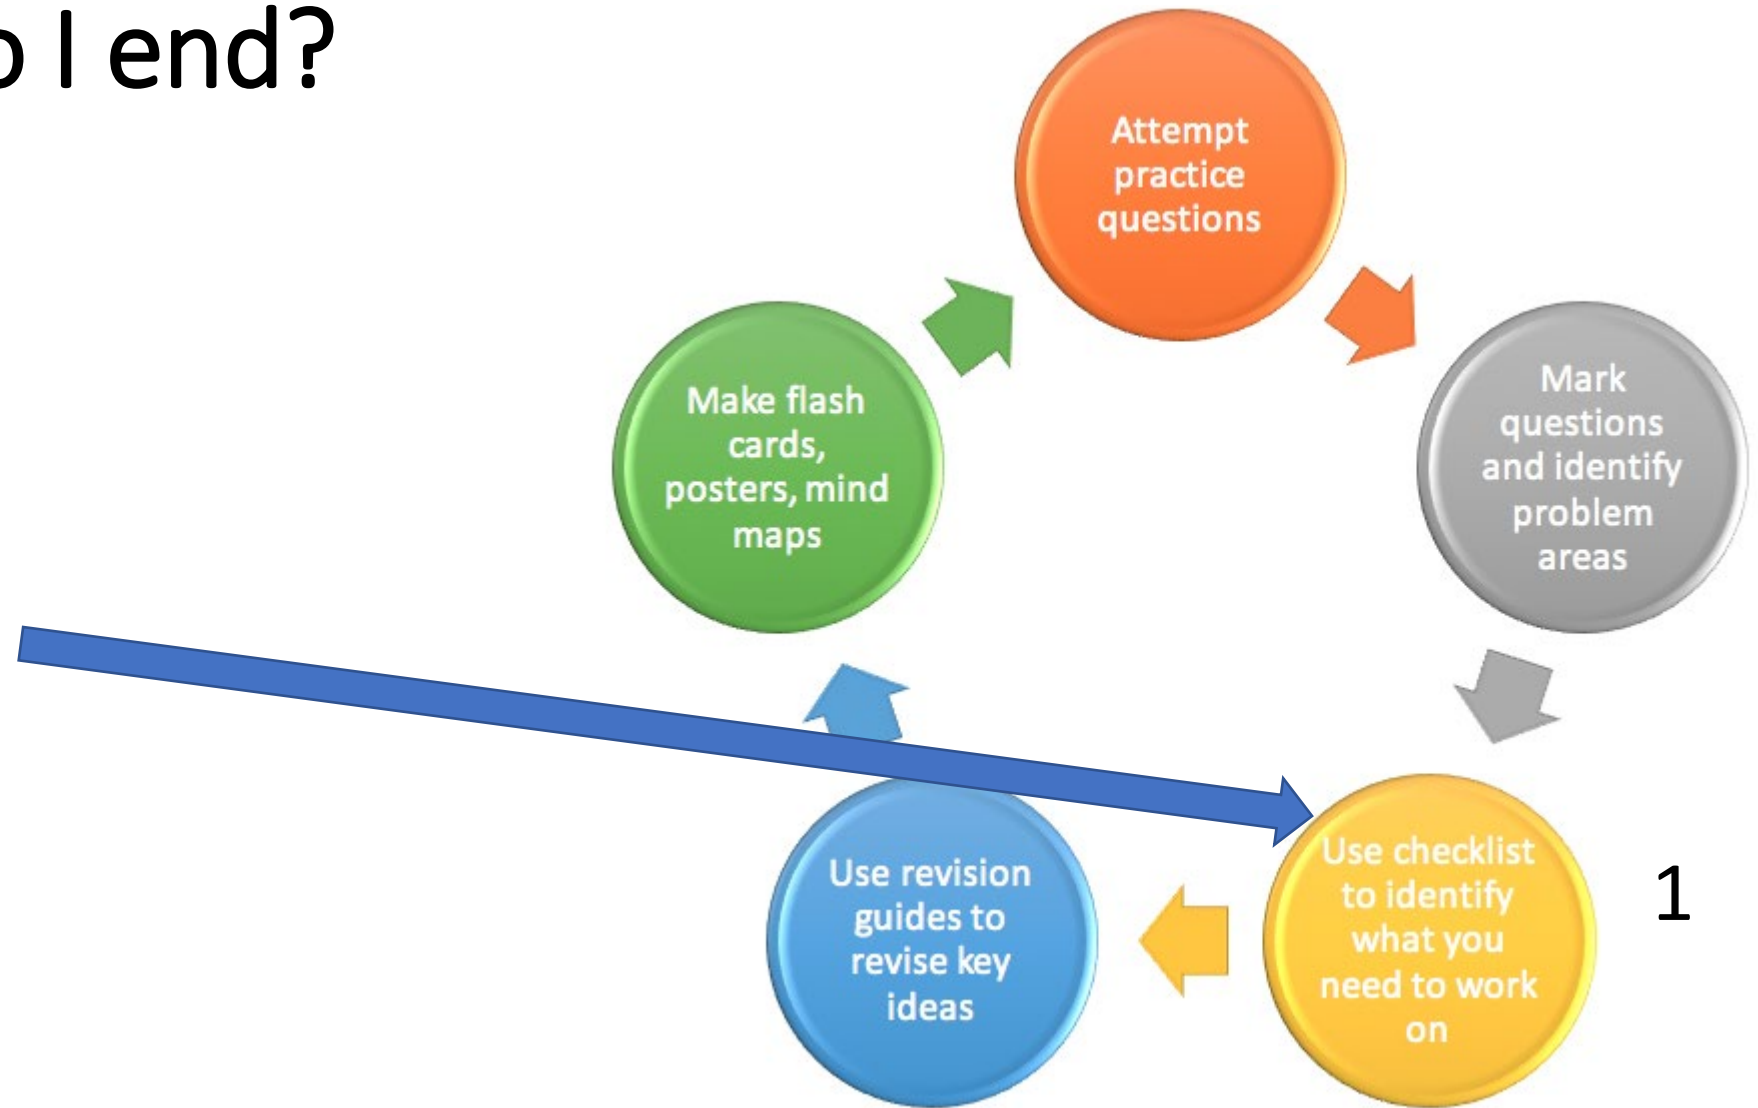 I end?
Attempt
practice
questions
Mark
questions
and identify
problem
areas
Use checklist
to identify
what you
need to work
on
1
Use revision
guides to
revise key
ideas
Make flash
cards,
posters, mind
maps